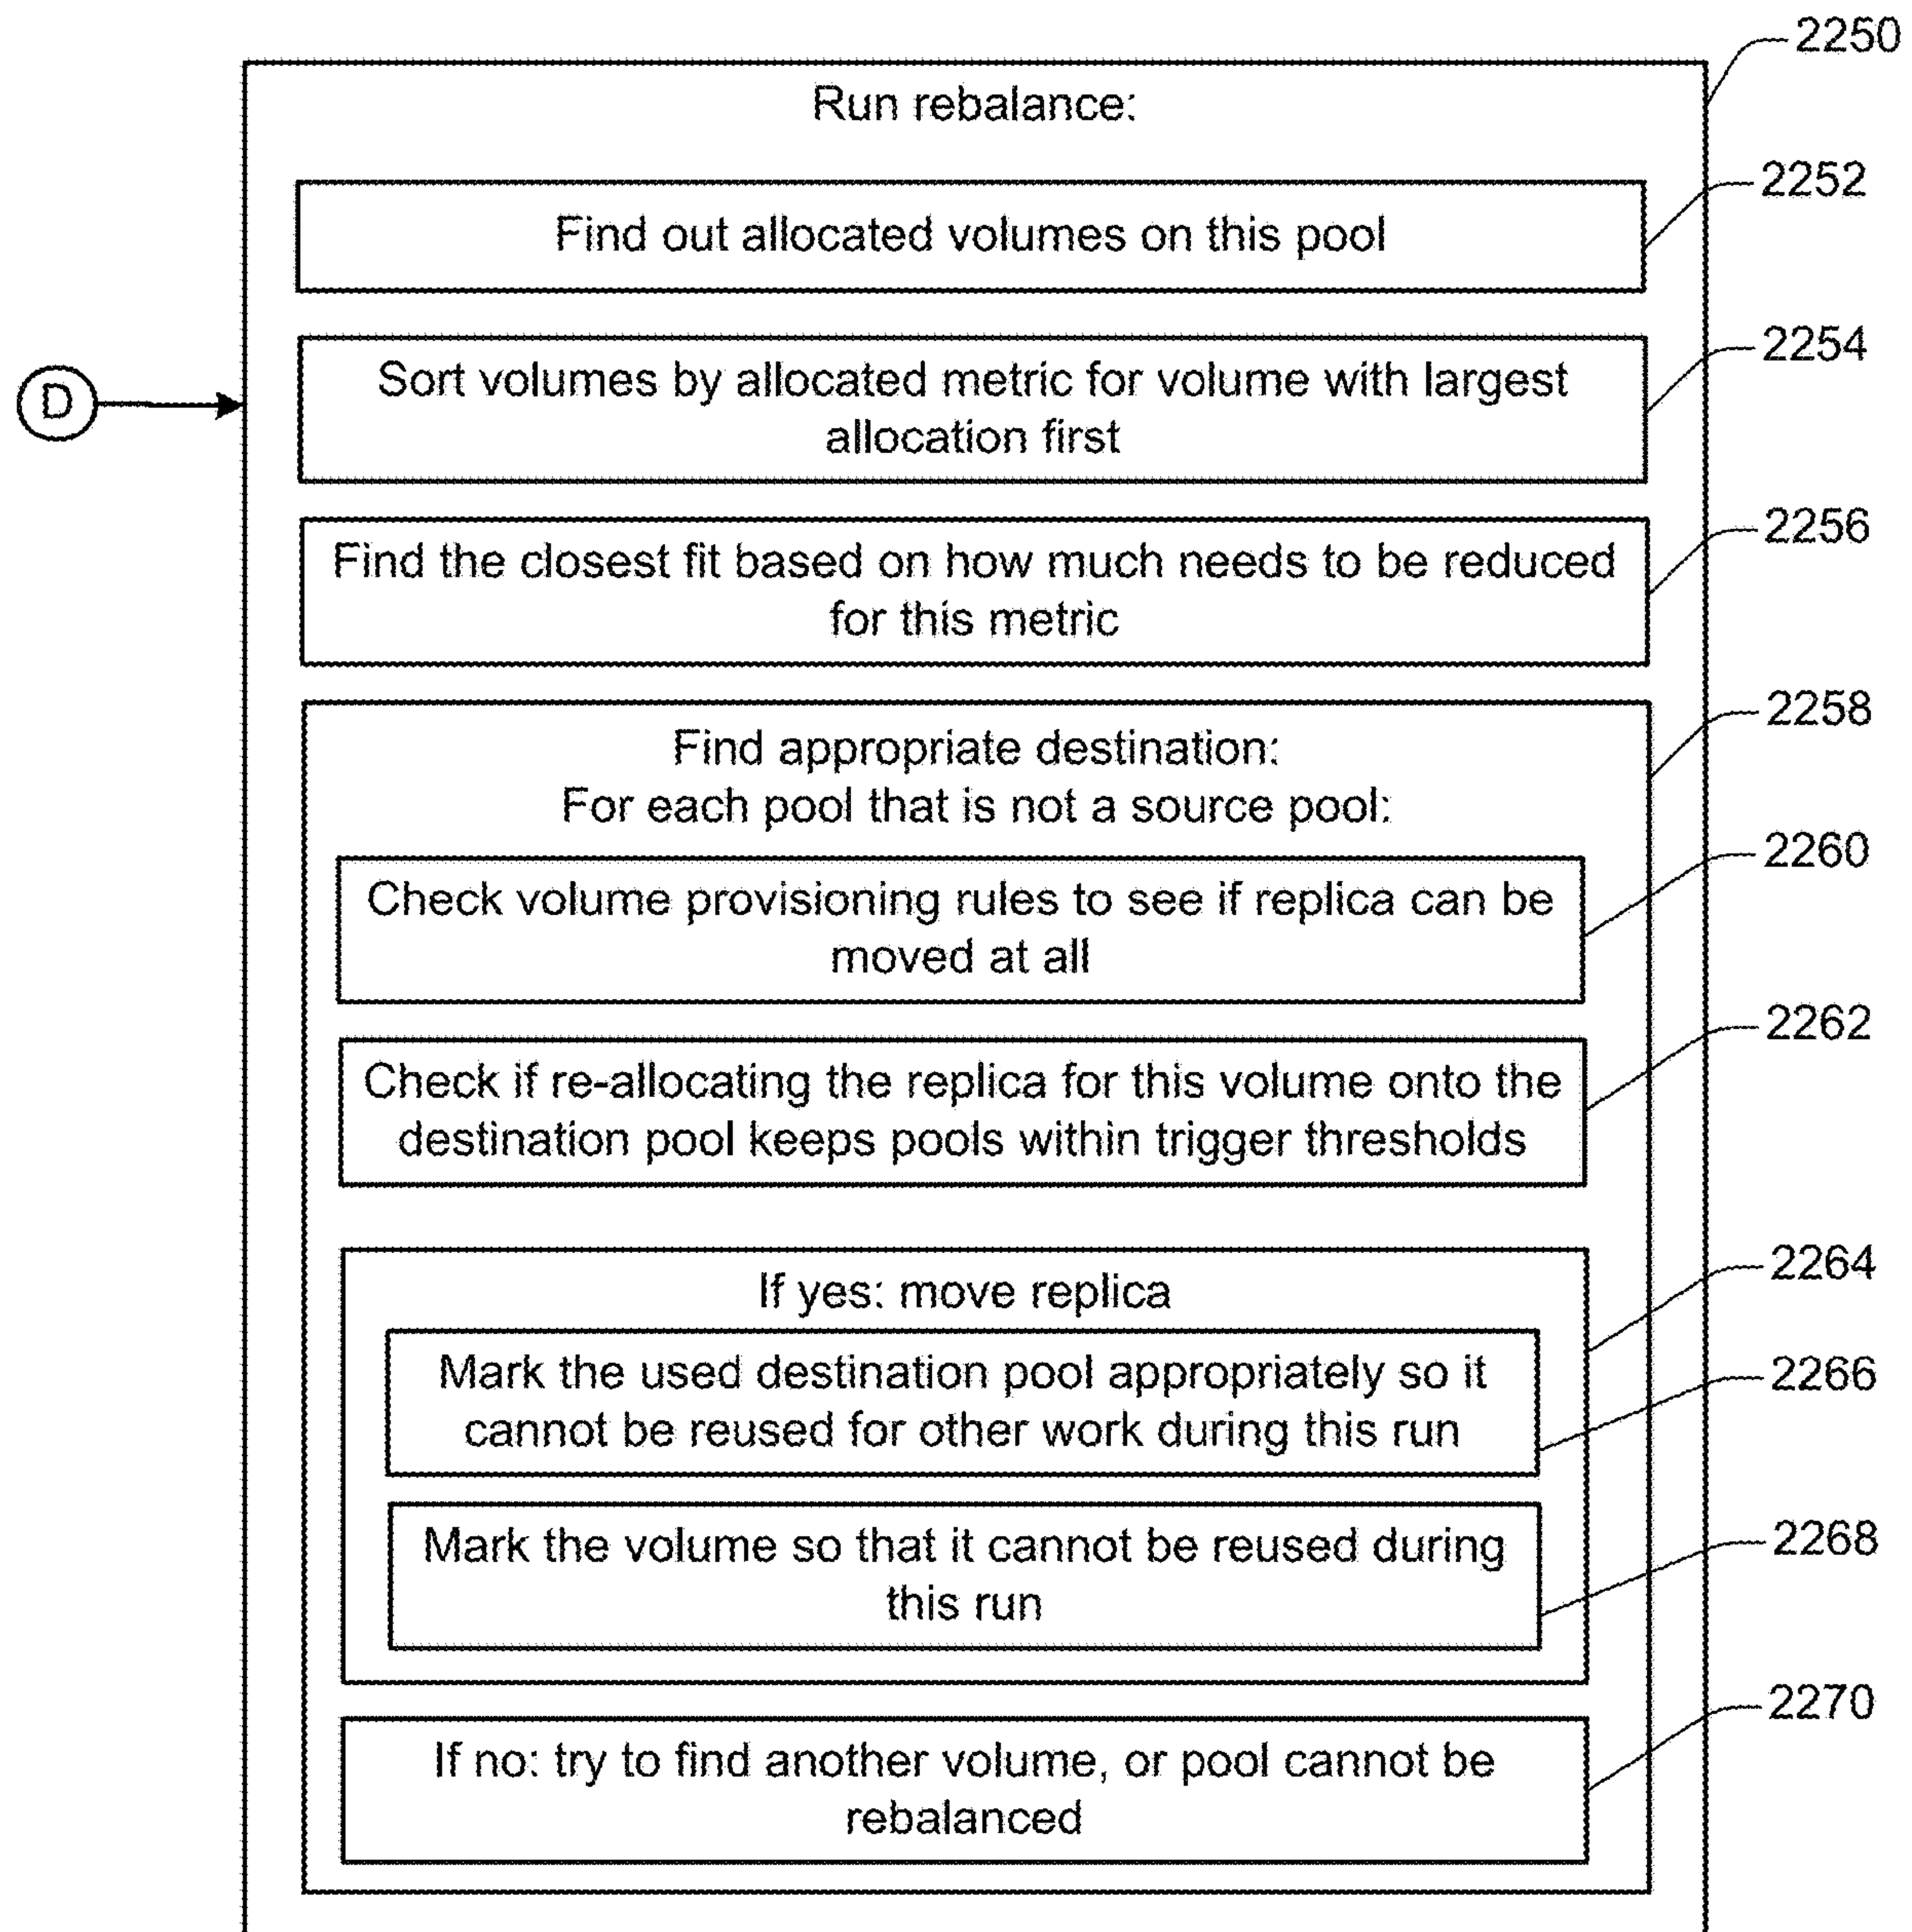 2250
Run rebalance:
2252
Find out allocated volumes on this pool
2254
Sort volumes by allocated metric for volume with largest
allocation first
D
2256
Find the closest fit based on how much needs to be reduced
for this metric
2258
Find appropriate destination:
For each pool that is not a source pool:
2260
Check volume provisioning rules to see if replica can be
moved at all
2262
Check if re-allocating the replica for this volume onto the
destination pool keeps pools within trigger thresholds
2264
If yes: move replica
2266
Mark the used destination pool appropriately so it
cannot be reused for other work during this run
2268
Mark the volume so that it cannot be reused during
this run
2270
If no: try to find another volume, or pool cannot be
rebalanced